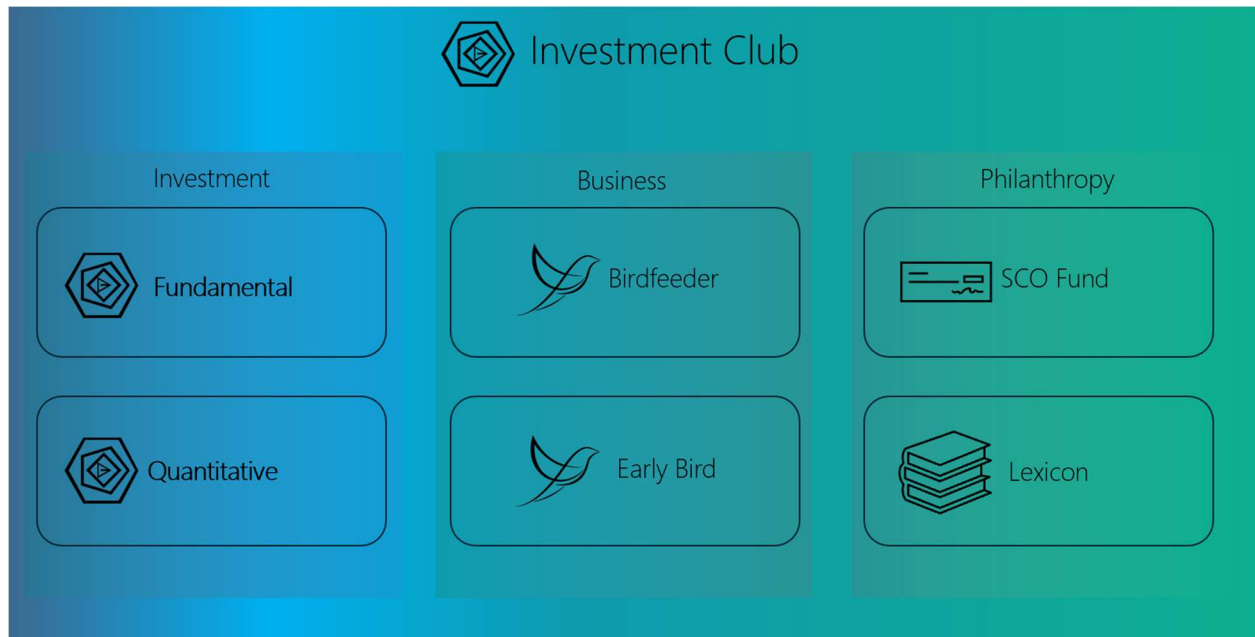 Investment Club
Investment
Fundamental
Quantitative
Business
Birdfeeder
Early Bird
Philanthropy
SCO Fund
Lexicon